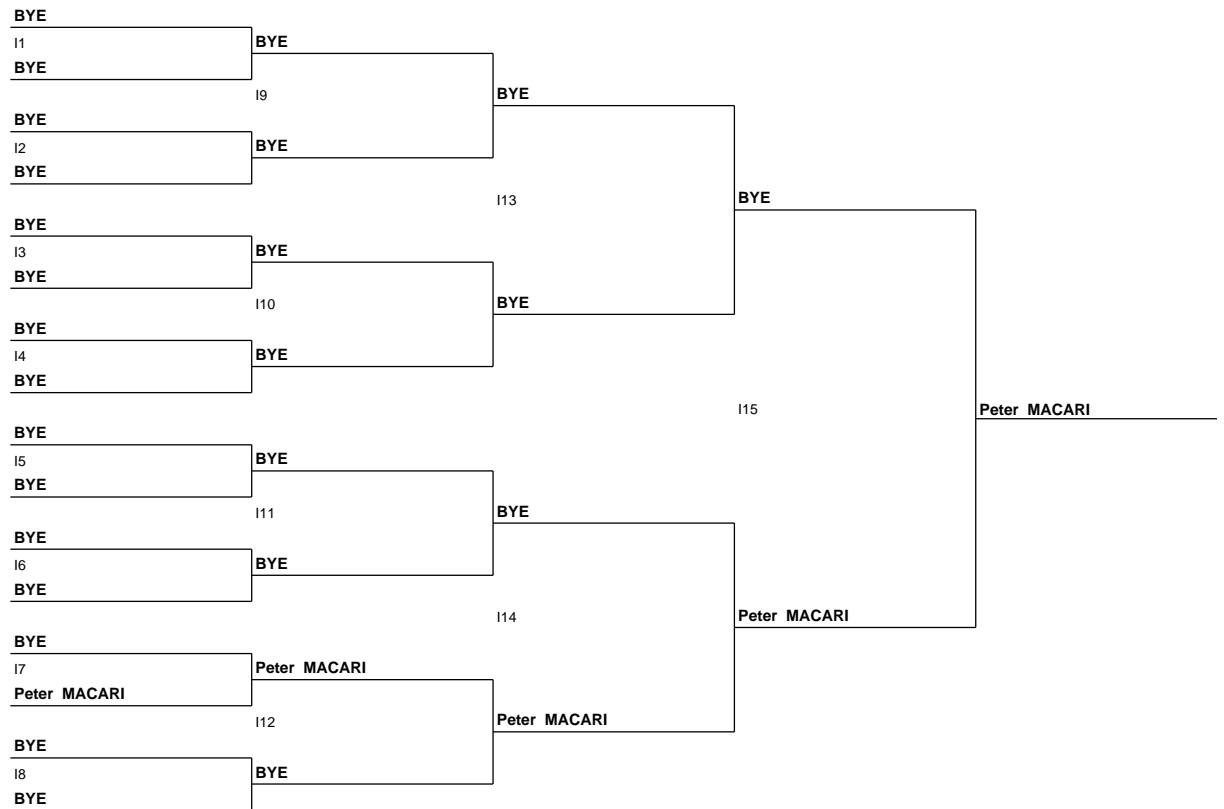 BYE
I1
BYE
BYE
I9
BYE
BYE
I2
BYE
BYE
BYE
I13
BYE
BYE
I3
BYE
BYE
I10
BYE
BYE
I4
BYE
BYE
I15
Peter MACARI
BYE
I5
BYE
BYE
I11
BYE
BYE
I6
BYE
BYE
I14
Peter MACARI
BYE
I7
Peter MACARI
Peter MACARI
I12
Peter MACARI
BYE
I8
BYE
BYE